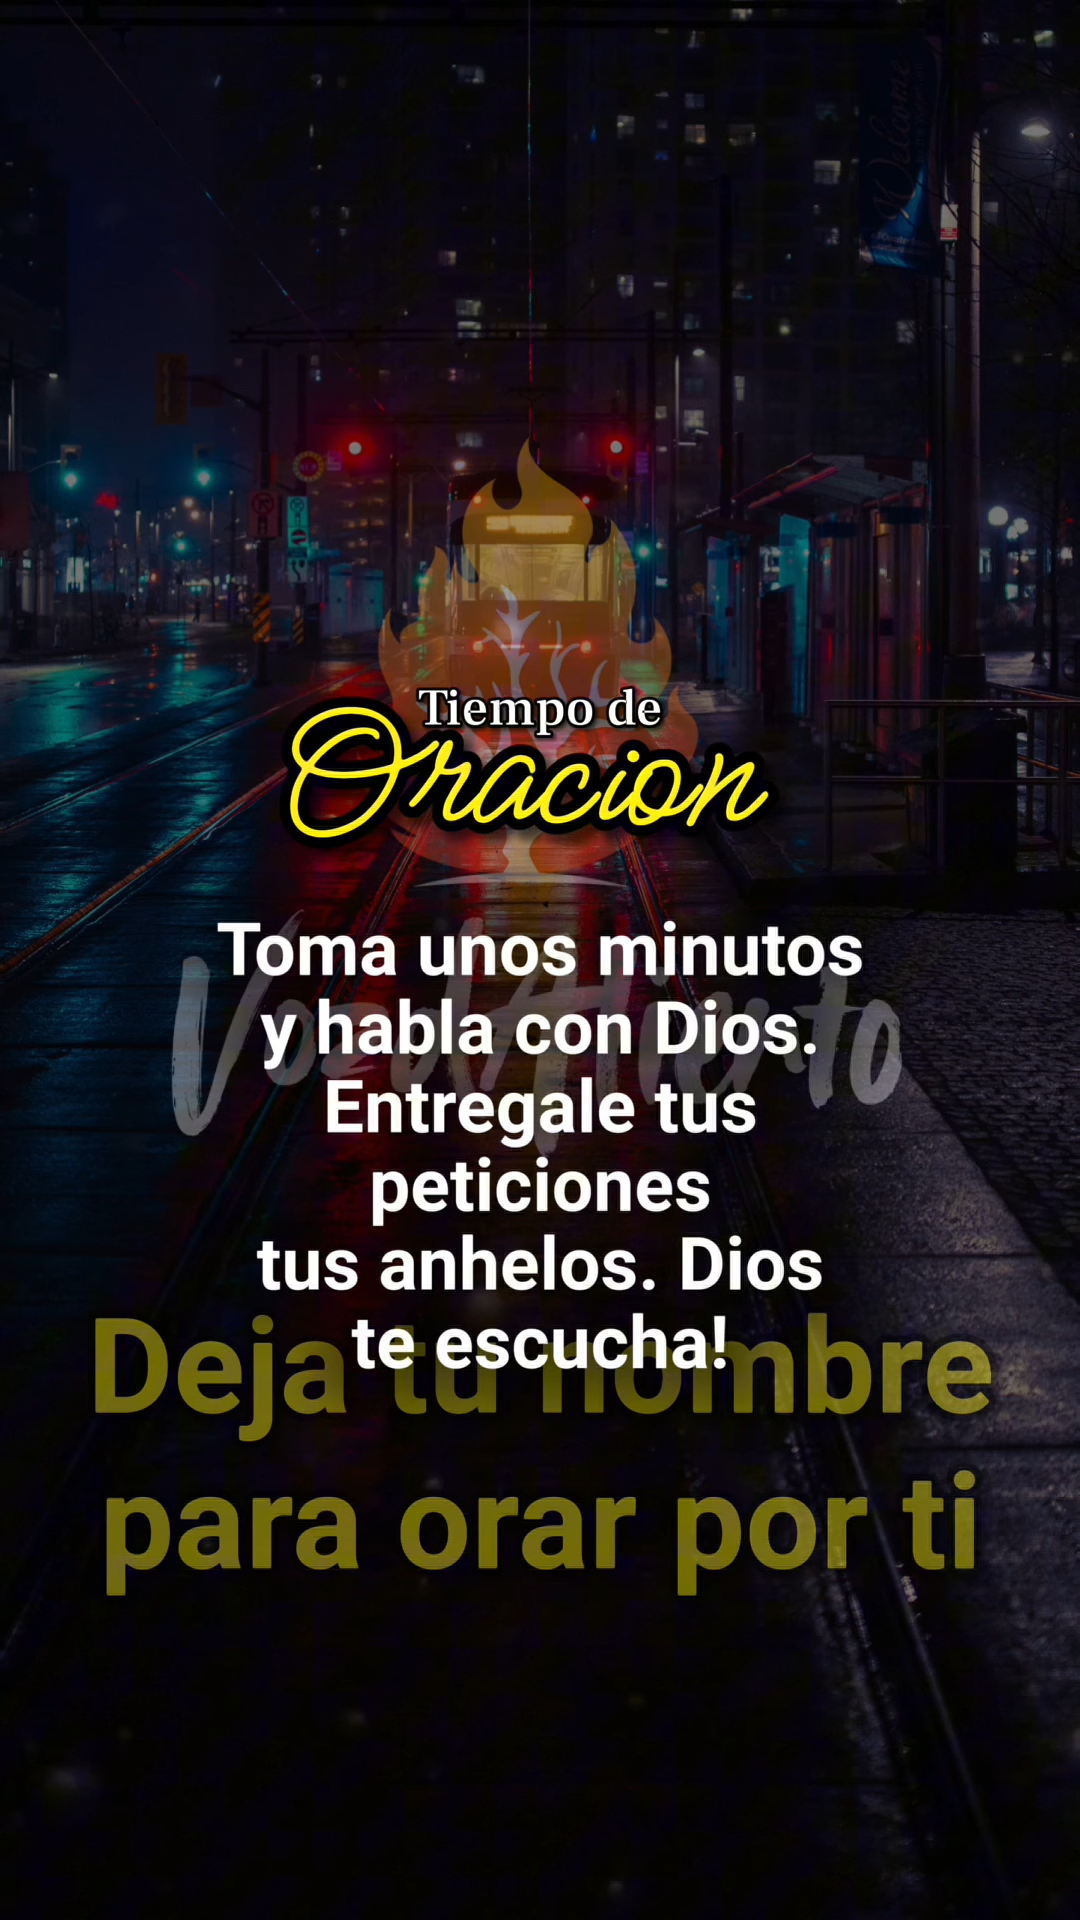 Welcome
Tiempo de
Oracion
Toma unos minutos
y habla con Dios.
Entregale tus
peticiones
tus anhelos. Dios
te escucha!
Deja tu nombre
para orar por ti